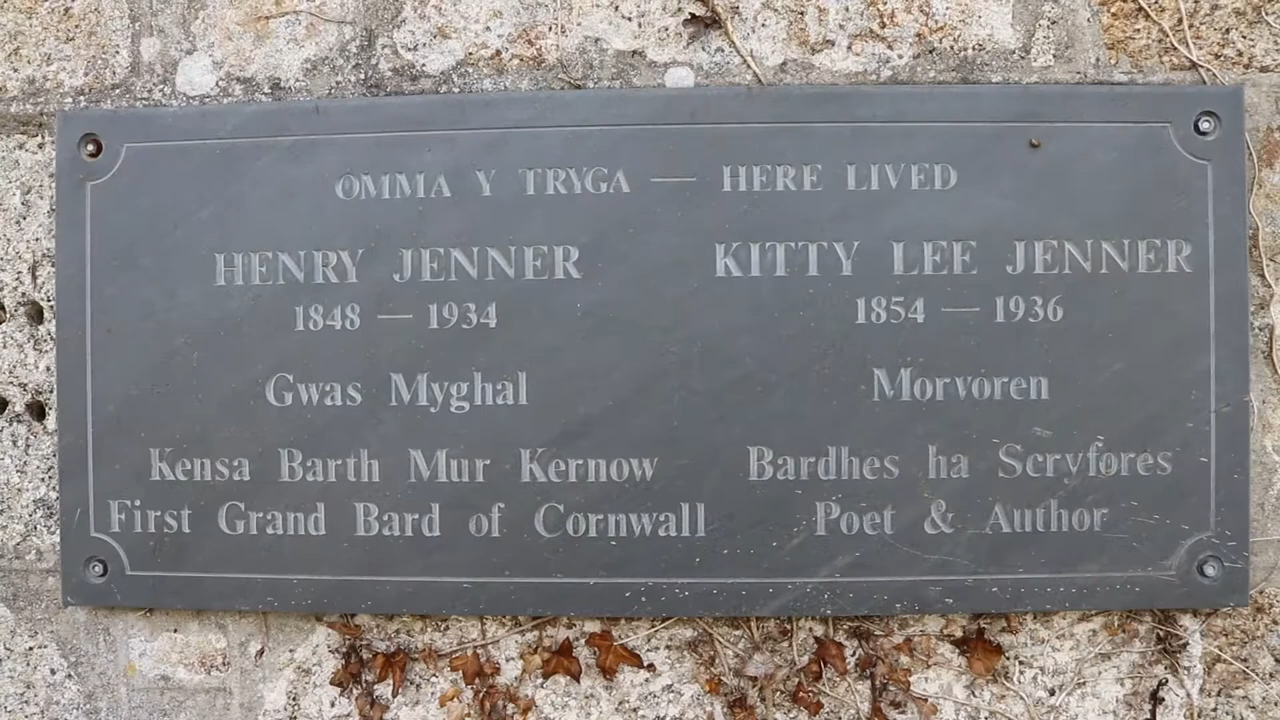 OMMA Y TRYGA — HERE LIVED
HENRY JENNER
1848 — 1934
Gwas Myghal
Kensa Barth Mur Kernow
First Grand Bard of Cornwall
KITTY LEE JENNER
1854 — 1936
Morvoren
Bardhes ha Scryfores
Poet & Author